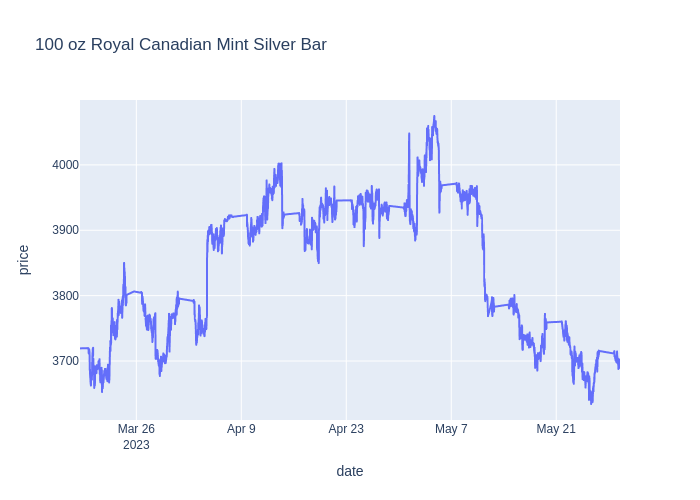 100 oz Royal Canadian Mint Silver Bar
4000
3900
3800
3700
price
Mar 26
2023
Apr 9
Apr 23
May 7
May 21
date